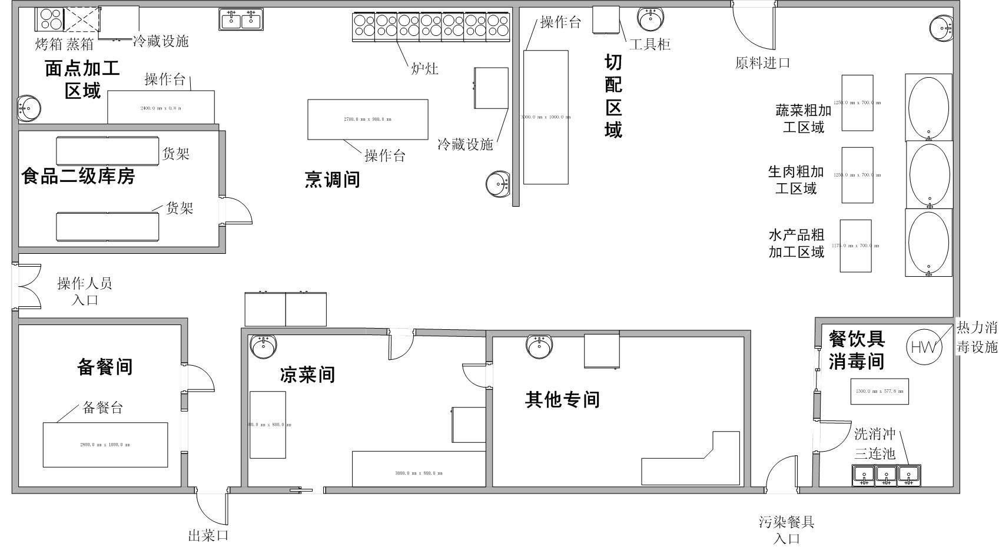 烤箱 蒸箱
冷藏设施
面点加工
区域
操作台
2400.0 mm x 0.8 m
炉灶
2700.0 mm x 900.0 mm
操作台
冷藏设施
烹调间
操作台
工具柜
切
配
区
域
3000.0 mm x 1000.0 mm
原料进口
蔬菜粗加
工区域
1250.0 mm x 700.0 mm
生肉粗加
工区域
1250.0 mm x 700.0 mm
水产品粗
加工区域
1175.0 mm x 700.0 mm
货架
食品二级库房
货架
操作人员
入口
备餐间
备餐台
2800.0 mm x 1000.0 mm
出菜口
凉菜间
mm x 800.0 mm
3000.0 mm x 800.0 mm
其他专间
餐饮具
消毒间
HW
热力消
毒设施
1300.0 mm x 577.8 mm
洗消冲
三连池
污染餐具
入口